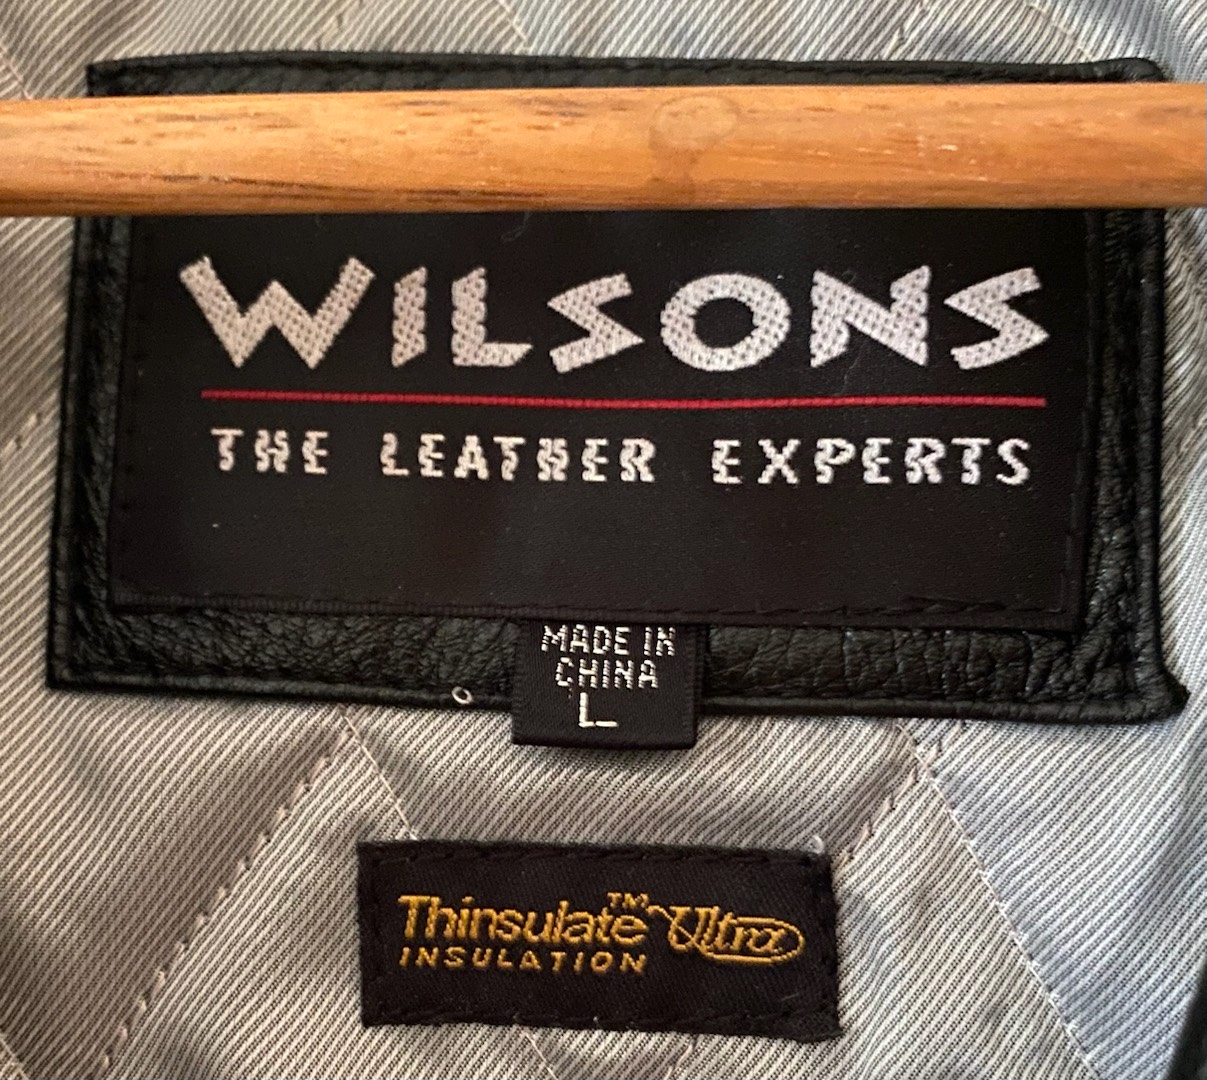 WILSONS
THE LEATHER EXPERTS
MADE IN
CHINA
L
Thinsulate™ Ultra
INSULATION